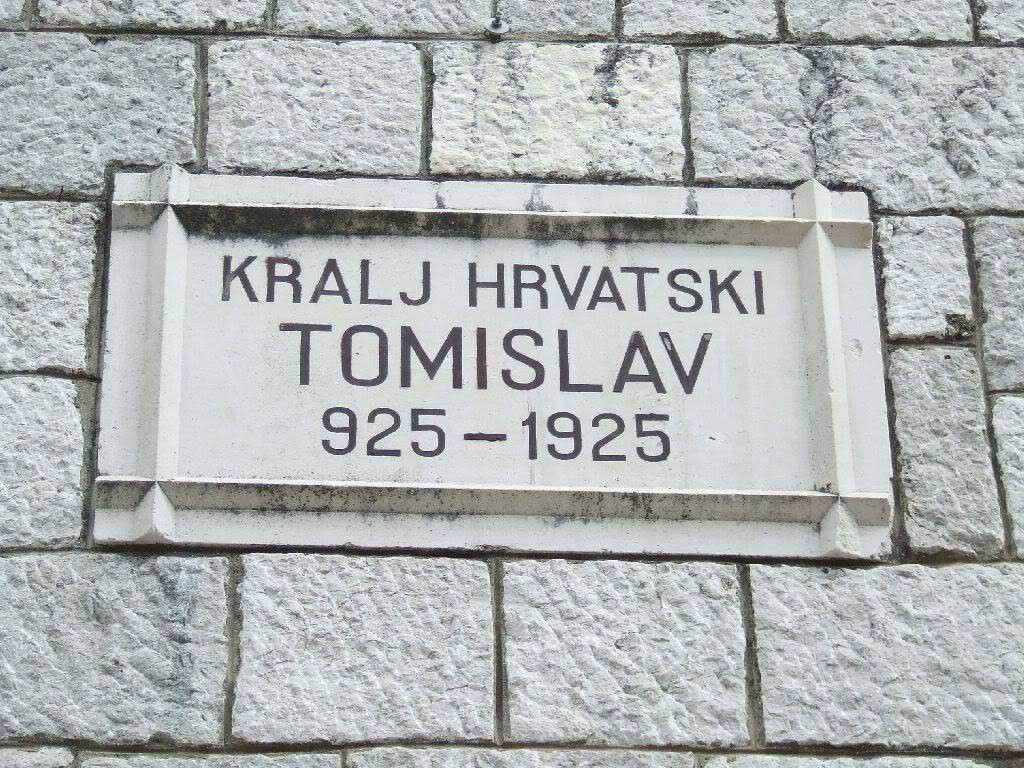 KRALJ HRVATSKI
TOMISLAV
925-1925